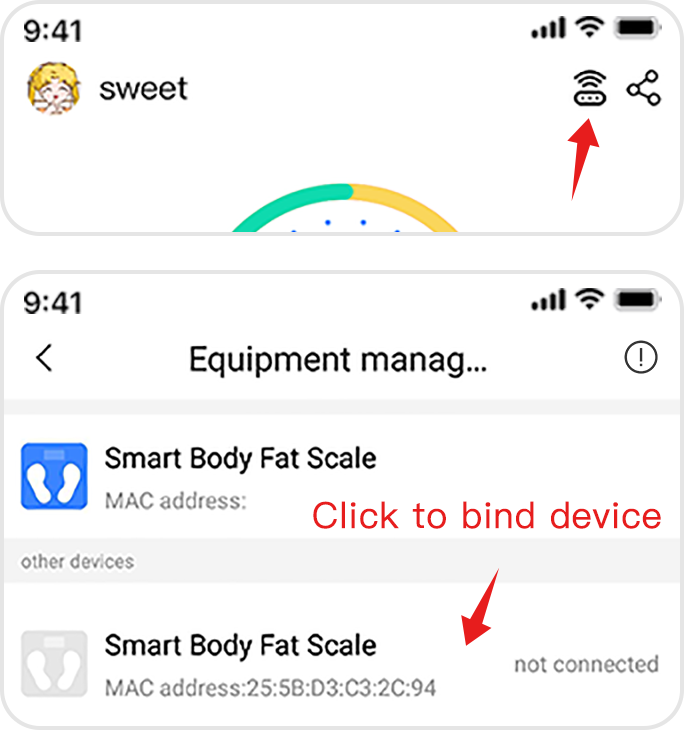 9:41
sweet
9:41
Equipment manag...
Smart Body Fat Scale
MAC address:
Click to bind device
other devices
Smart Body Fat Scale
not connected
MAC address:25:5B:D3:C3:2C:94